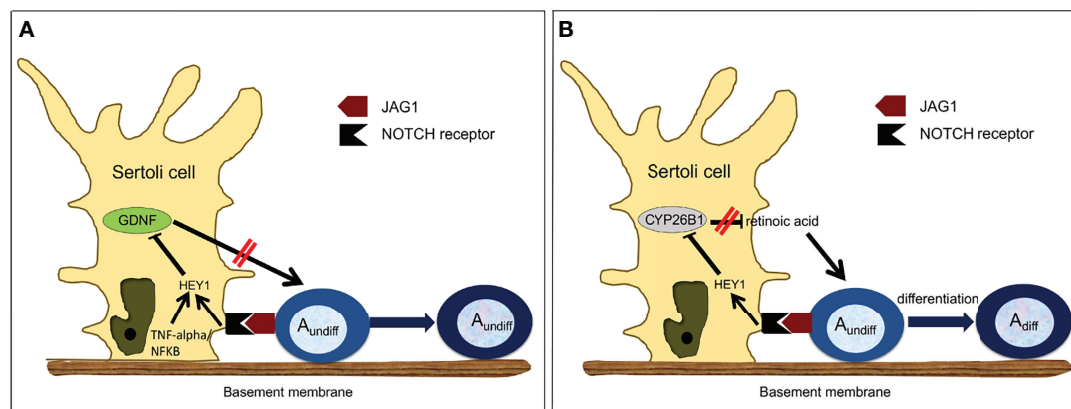 A
JAG1
NOTCH receptor
Sertoli cell
GDNF
HEY1
TNF-alpha/
NFKB
Aundiff
Aundiff
Basement membrane
B
JAG1
NOTCH receptor
Sertoli cell
CYP26B1
retinoic acid
HEY1
differentiation
Aundiff
Adiff
Basement membrane